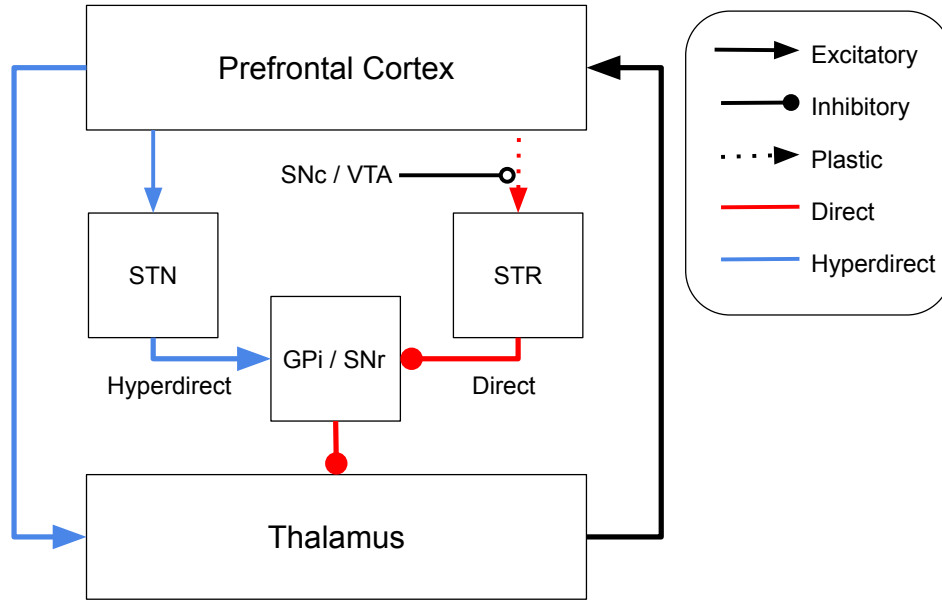 Prefrontal Cortex
SNc / VTA
STN
STR
GPi / SNr
Hyperdirect
Direct
Thalamus
Excitatory
Inhibitory
Plastic
Direct
Hyperdirect